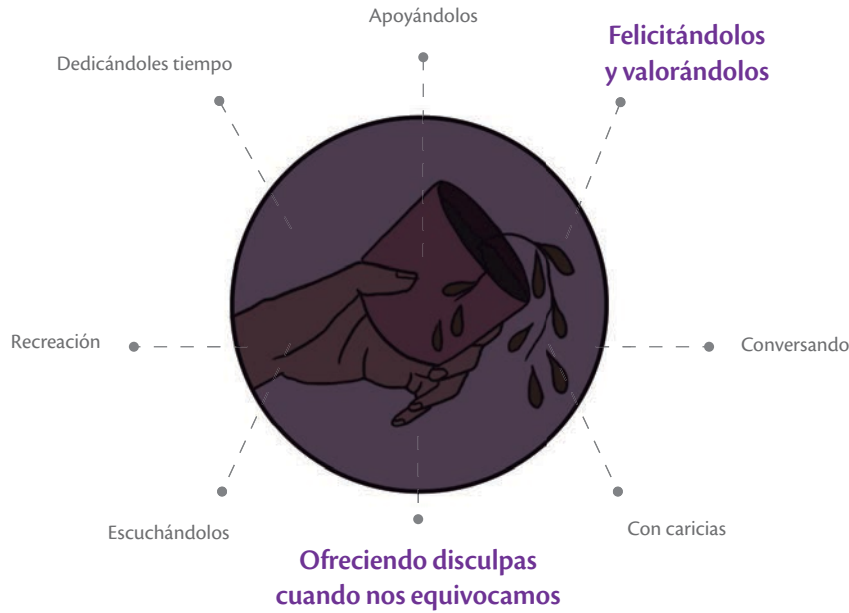 Apoyándolos
Felicitándolos
y valorándolos
Dedicándoles tiempo
Recreación
Conversando
Escuchándolos
Con caricias
Ofreciendo disculpas
cuando nos equivocamos